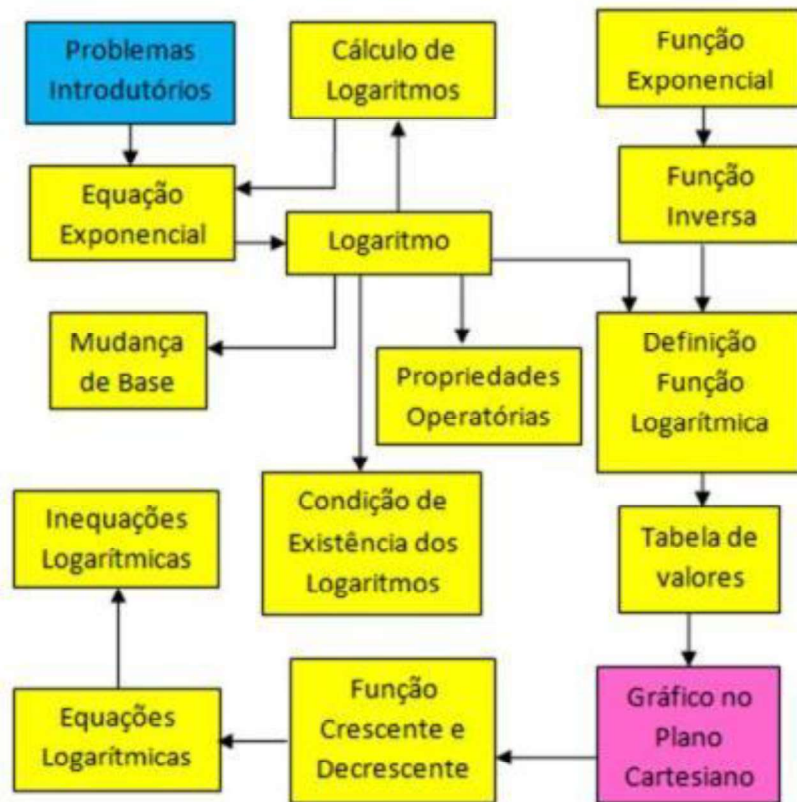 Problemas
Introdutórios
Cálculo de
Logaritmos
Função
Exponencial
Equação
Exponencial
Logaritmo
Função
Inversa
Mudança
de Base
Propriedades
Operatórias
Definição
Função
Logarítmica
Inequações
Logarítmicas
Condição de
Existência dos
Logaritmos
Tabela de
valores
Equações
Logarítmicas
Função
Crescente e
Decrescente
Gráfico no
Plano
Cartesiano